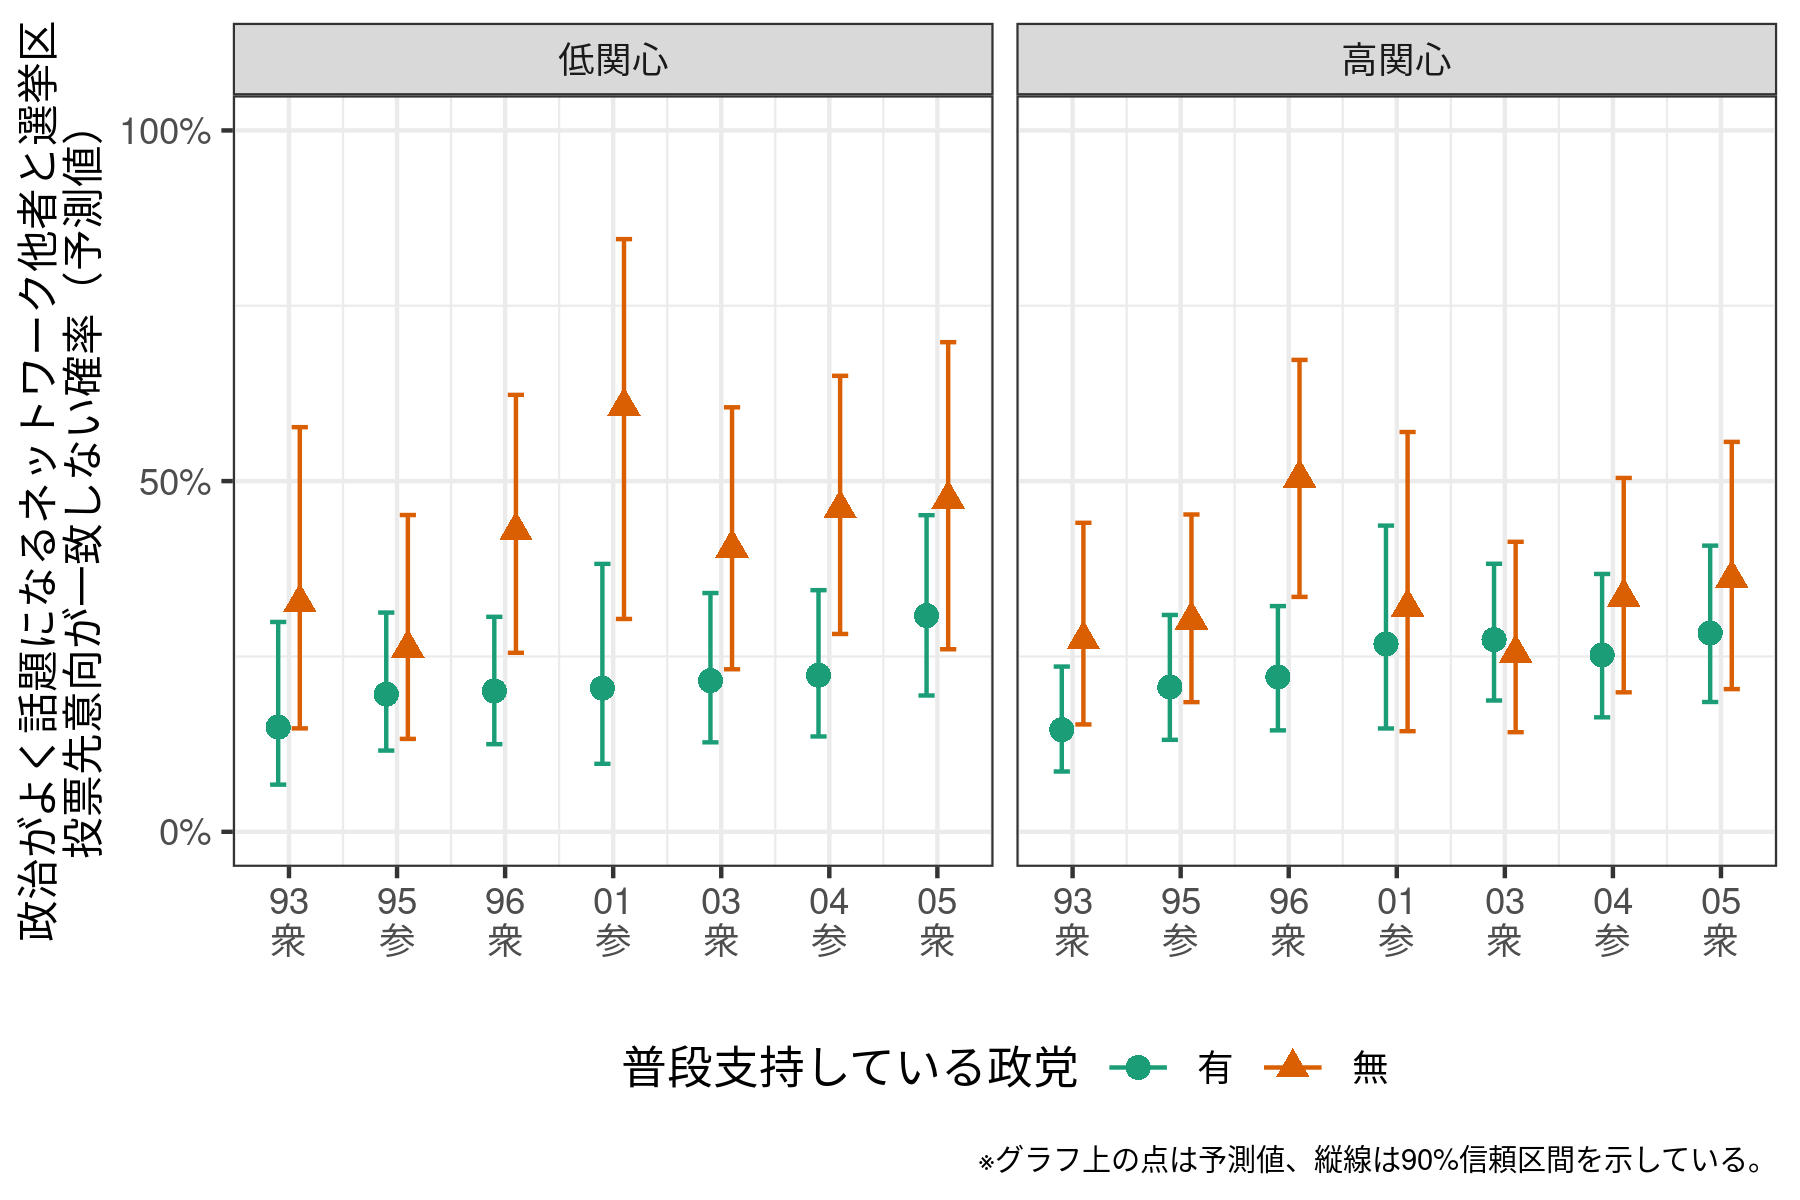 政治がよく話題になるネットワーク他者と選挙区
投票先意向が一致しない確率（予測値）
低関心
高関心
100%
50%
0%
93 95 96 01 03 04 05
衆 参 衆 参 衆 参 衆
93 95 96 01 03 04 05
衆 参 衆 参 衆 参 衆
普段支持している政党 有 無
※グラフ上の点は予測値、縦線は90%信頼区間を示している。